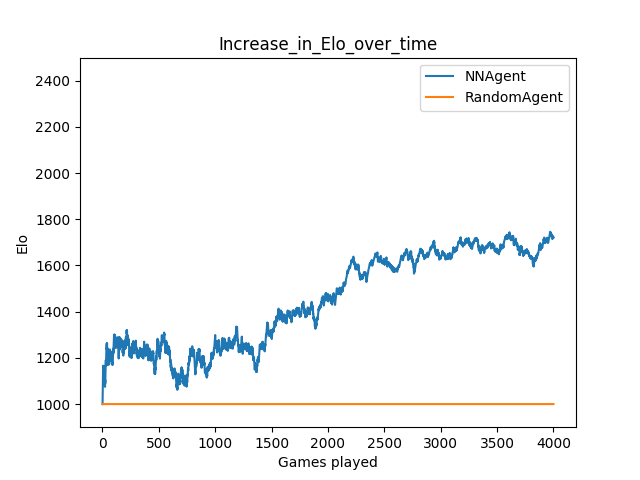 Increase_in_Elo_over_time
NNAgent
RandomAgent
2400
2200
2000
1800
1600
1400
1200
1000
Elo
0 500 1000 1500 2000 2500 3000 3500 4000
Games played